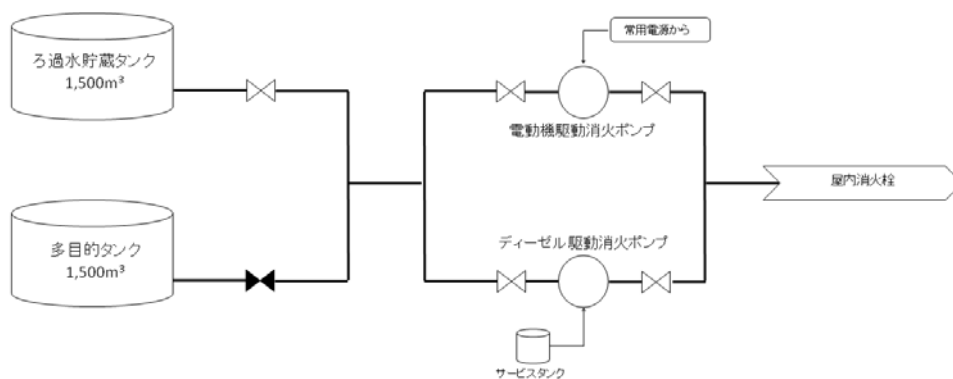 ろ過水貯蔵タンク
1,500m³
常用電源から
電動機駆動消火ポンプ
屋内消火栓
多目的タンク
1,500m³
ディーゼル駆動消火ポンプ
サービスタンク